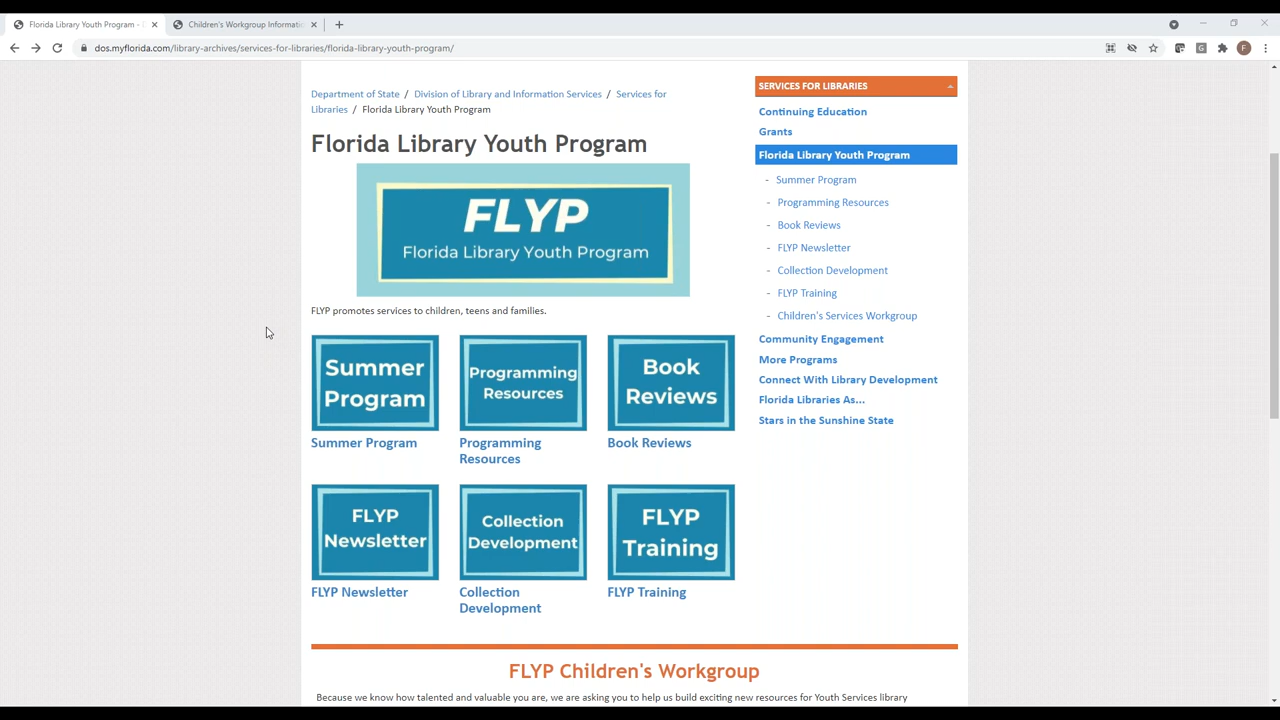 Florida Library Youth Program -
Children's Workgroup Informatio
dos.myflorida.com/library-archives/services-for-libraries/florida-library-youth-program/
F
Department of State / Division of Library and Information Services / Services for
Libraries / Florida Library Youth Program
Florida Library Youth Program
FLYP
Florida Library Youth Program
FLYP promotes services to children, teens and families.
Summer
Program
Programming
Resources
Book
Reviews
Summer Program
Programming
Resources
Book Reviews
FLYP
Newsletter
Collection
Development
FLYP
Training
FLYP Newsletter
Collection
Development
FLYP Training
SERVICES FOR LIBRARIES
Continuing Education
Grants
Florida Library Youth Program
- Summer Program
- Programming Resources
- Book Reviews
- FLYP Newsletter
- Collection Development
- FLYP Training
- Children's Services Workgroup
Community Engagement
More Programs
Connect With Library Development
Florida Libraries As...
Stars in the Sunshine State
FLYP Children's Workgroup
Because we know how talented and valuable you are, we are asking you to help us build exciting new resources for Youth Services library